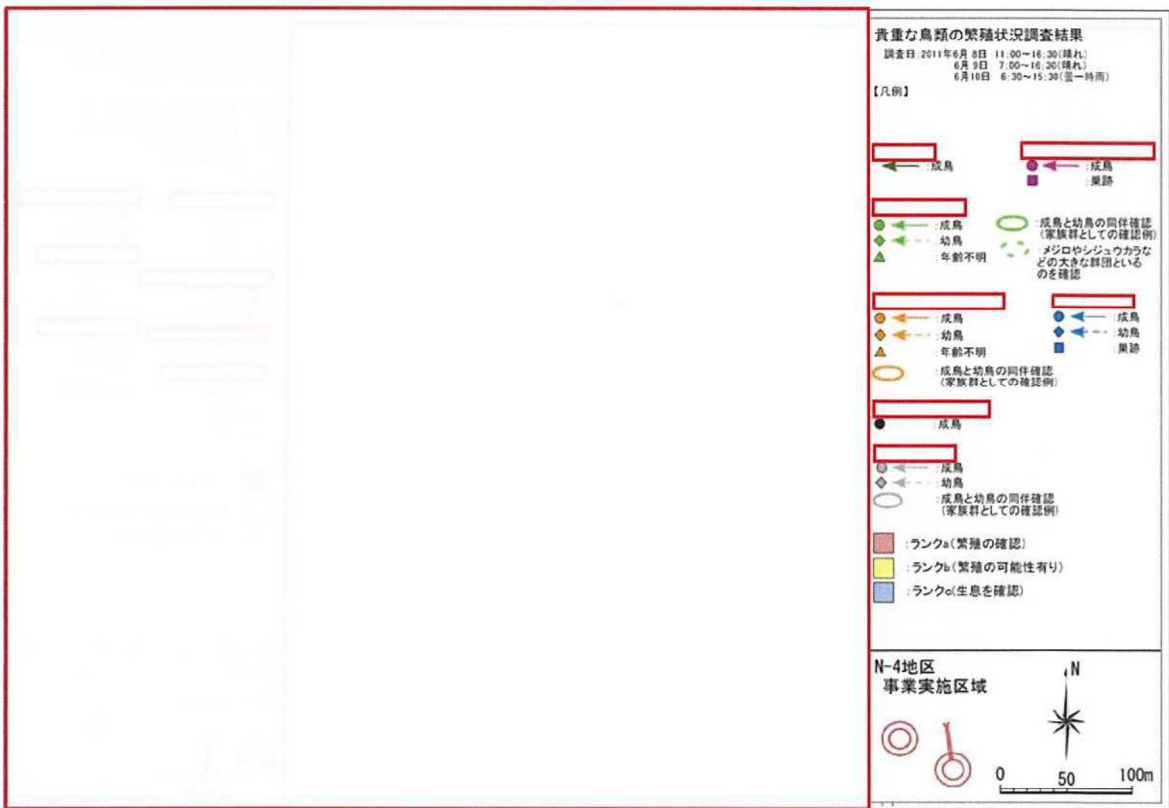 貴重な鳥類の繁殖状況調査結果
調査日:2011年6月 8日 11:00~16:30(晴れ)
6月 9日 7:00~16:30(晴れ)
6月10日 6:30~15:30(曇一時雨)
【凡例】
:成鳥
:成鳥
:巣跡
:成鳥
:幼鳥
:年齢不明
:成鳥と幼鳥の同伴確認
(家族群としての確認例)
:メジロやシジュウカラな
どの大きな群団といる
のを確認
:成鳥
:幼鳥
:年齢不明
:成鳥と幼鳥の同伴確認
(家族群としての確認例)
:成鳥
:幼鳥
:巣跡
:成鳥
:成鳥
:幼鳥
:成鳥と幼鳥の同伴確認
(家族群としての確認例)
:ランクa(繁殖の確認)
:ランクb(繁殖の可能性有り)
:ランクc(生息を確認)
N-4地区
事業実施区域
N
0 50 100m